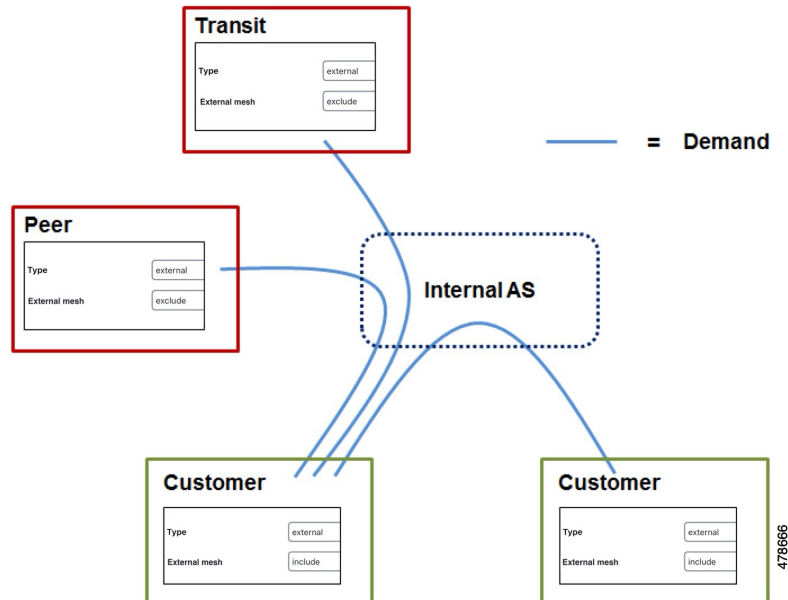 Transit
Type external
External mesh exclude
= Demand
Peer
Type external
External mesh exclude
Internal AS
Customer
Type external
External mesh include
Customer
Type external
External mesh include
478666